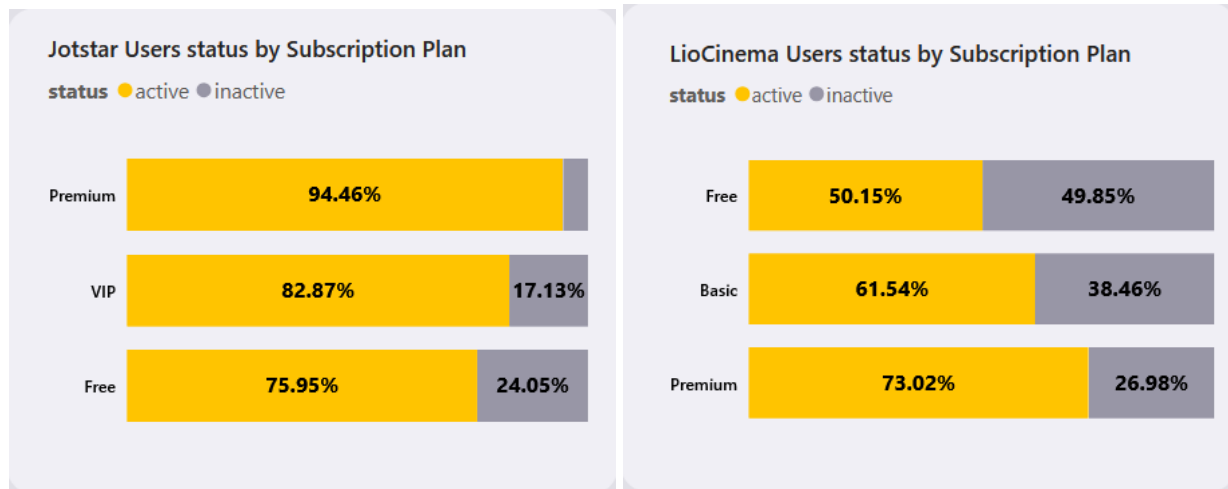 Jotstar Users status by Subscription Plan
status active inactive
Premium 94.46%
VIP 82.87% 17.13%
Free 75.95% 24.05%
LioCinema Users status by Subscription Plan
status active inactive
Free 50.15% 49.85%
Basic 61.54% 38.46%
Premium 73.02% 26.98%